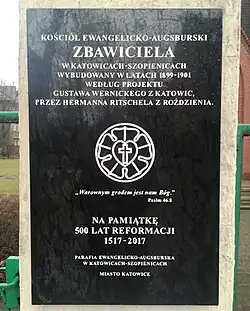 KOŚCIÓŁ EWANGELICKO-AUGSBURSKI
ZBAWICIELA
W KATOWICACH-SZOPIENICACH
WYBUDOWANY W LATACH 1899-1901
WEDŁUG PROJEKTU
GUSTAWA WERNICKEGO Z KATOWIC,
PRZEZ HERMANNA RITSCHELA Z ROŹDZIENIA.
„Warownym grodem jest nam Bóg.”
Psalm 46.8
NA PAMIĄTKĘ
500 LAT REFORMACJI
1517-2017
PARAFIA EWANGELICKO-AUGSBURSKA
W KATOWICACH-SZOPIENICACH
MIASTO KATOWICE